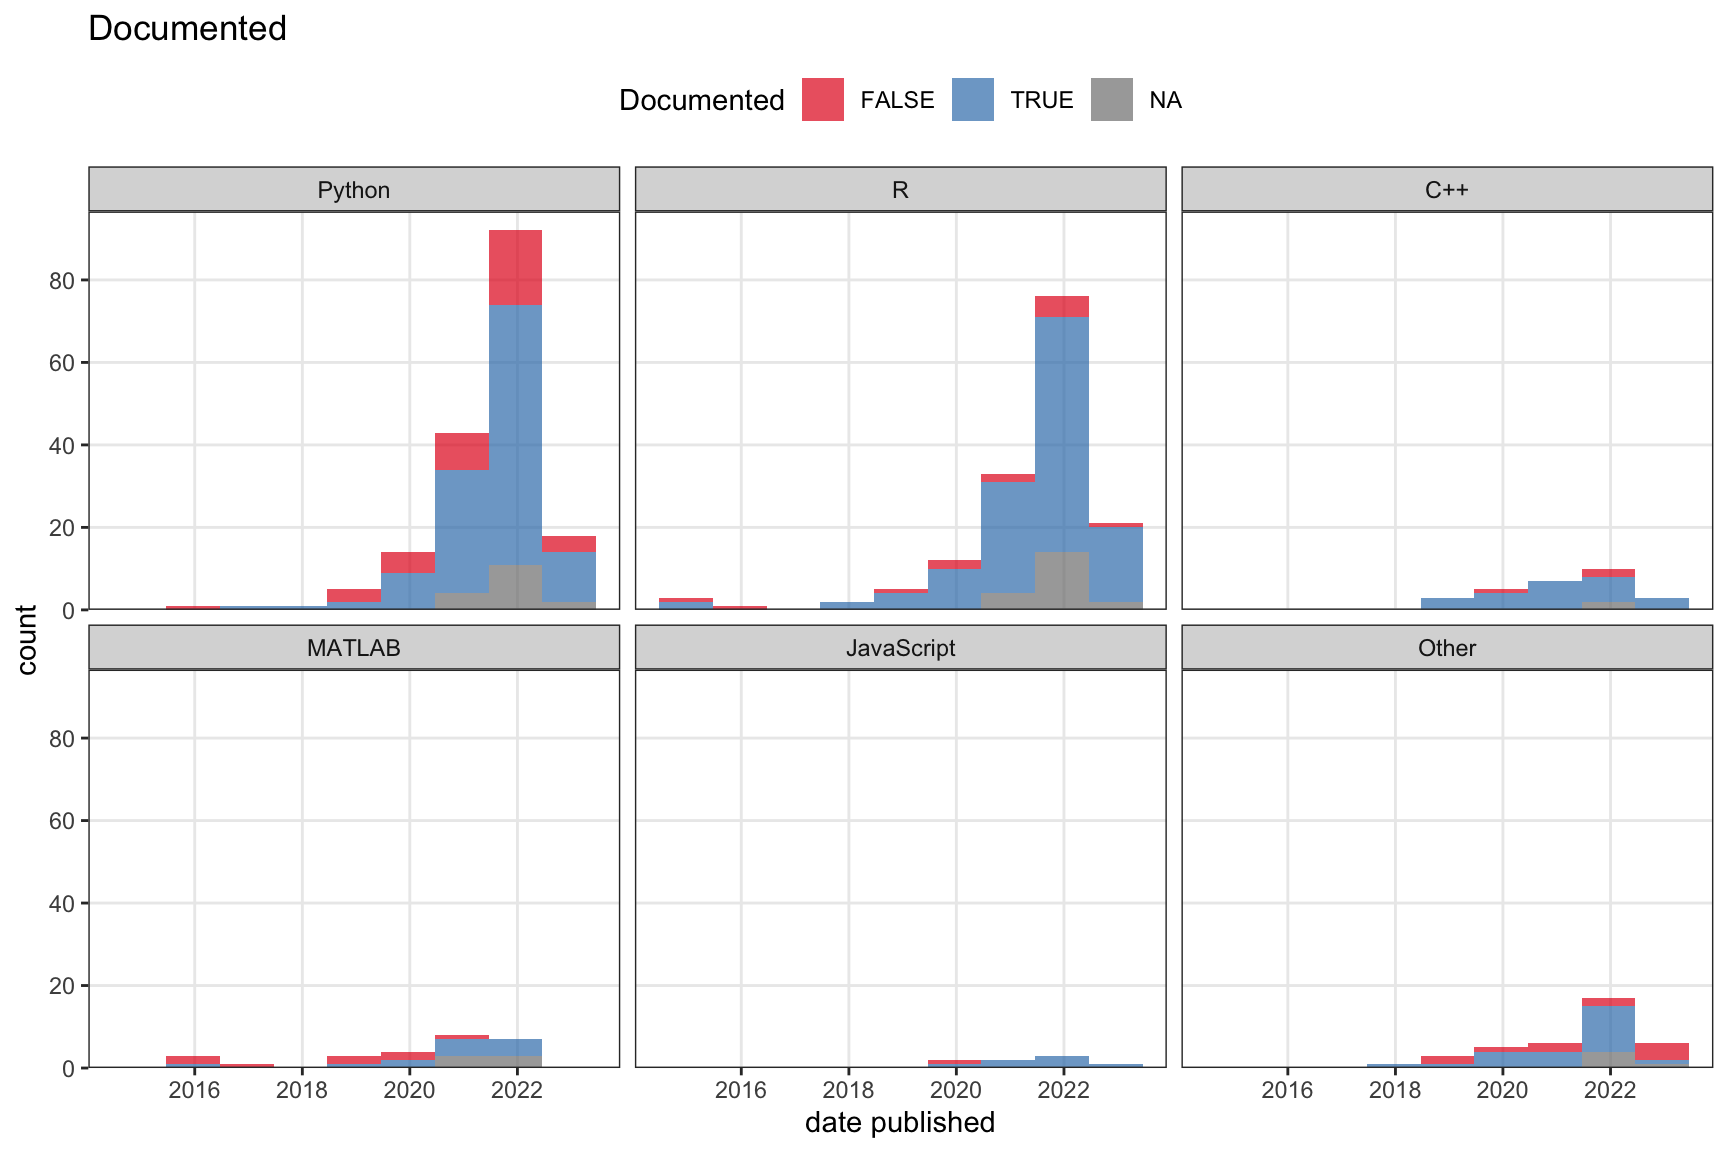 Documented
Documented FALSE TRUE NA
Python R C++
80
60
40
20
0
count
MATLAB JavaScript Other
80
60
40
20
0
2016 2018 2020 2022 2016 2018 2020 2022 2016 2018 2020 2022
date published